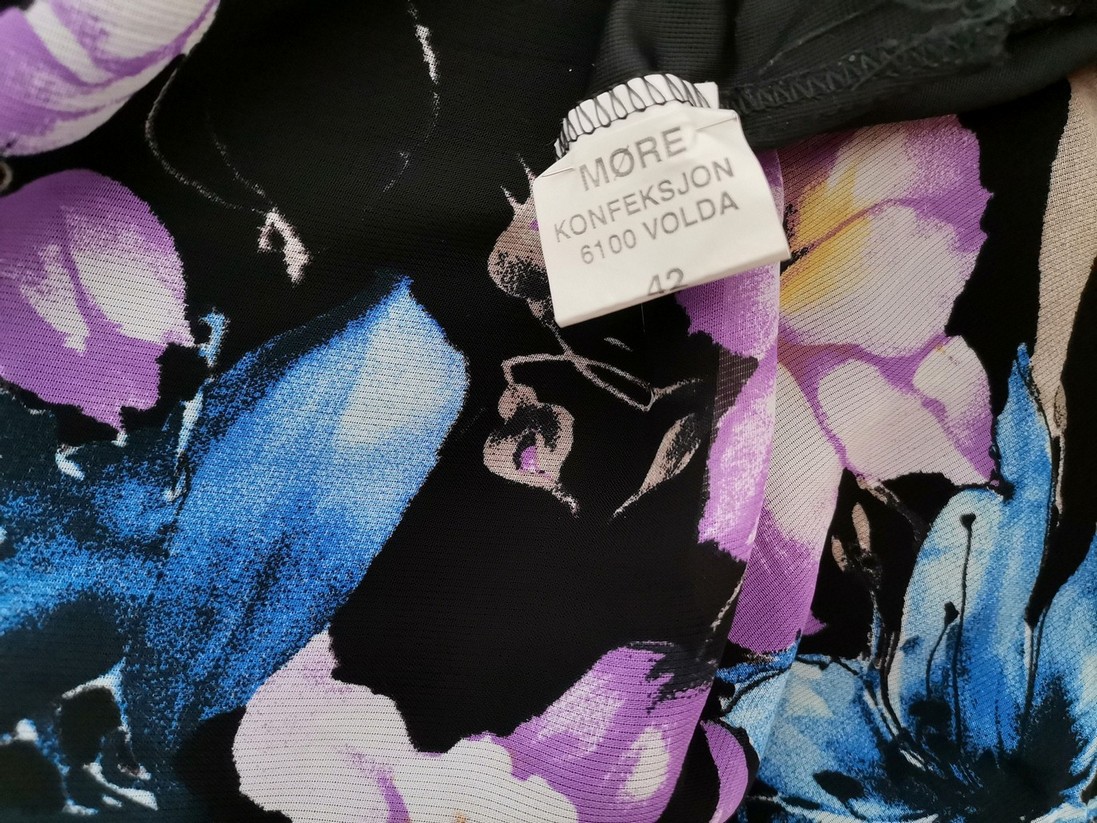 MØRE
KONFEKSJON
6100 VOLDA
42